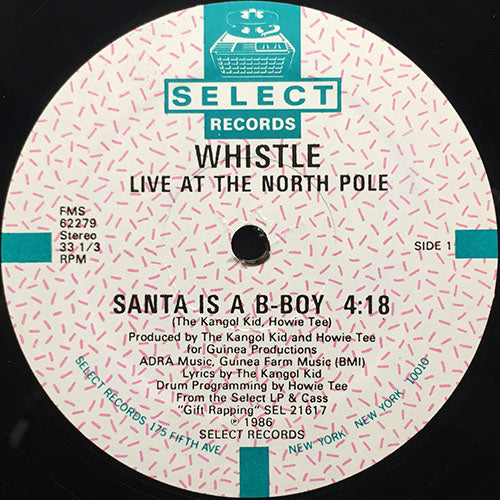 SELECT
RECORDS
WHISTLE
LIVE AT THE NORTH POLE
FMS
62279
Stereo
33 1/3
RPM
SIDE 1
SANTA IS A B-BOY 4:18
(The Kangol Kid, Howie Tee)
Produced by The Kangol Kid and Howie Tee
for Guinea Productions
ADRA Music, Guinea Farm Music (BMI)
Lyrics by The Kangol Kid
Drum Programming by Howie Tee
From the Select LP & Cass
"Gift Rapping" SEL 21617
℗ 1986
SELECT RECORDS
SELECT RECORDS 175 FIFTH AVE NEW YORK, NEW YORK 10010